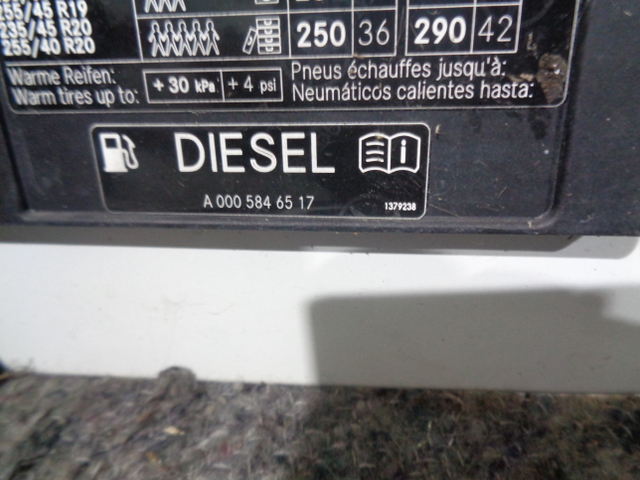 255/45 R19
235/45 R20
255/40 R20
250 36 290 42
Warme Reifen:
Warm tires up to:
+ 30 kPa + 4 psi
Pneus échauffes jusqu'à:
Neumáticos calientes hasta:
DIESEL
A 000 584 65 17
1379238